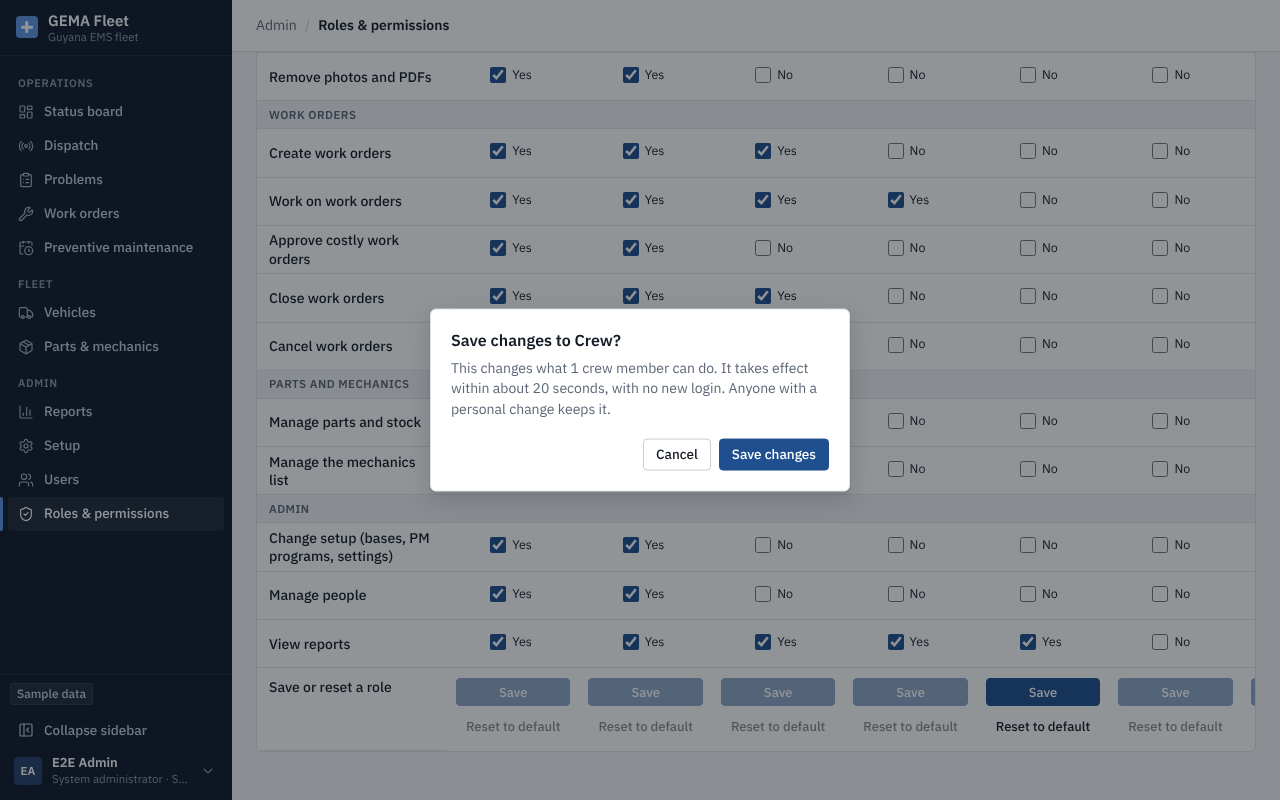 GEMA Fleet
Guyana EMS fleet
OPERATIONS
Status board
Dispatch
Problems
Work orders
Preventive maintenance
FLEET
Vehicles
Parts & mechanics
ADMIN
Reports
Setup
Users
Roles & permissions
Sample data
Collapse sidebar
EA
E2E Admin
System administrator · S...
Admin / Roles & permissions
Remove photos and PDFs Yes Yes No No No No
WORK ORDERS
Create work orders Yes Yes Yes No No No
Work on work orders Yes Yes Yes Yes No No
Approve costly work
orders Yes Yes No No No No
Close work orders Yes Yes Yes No No No
Cancel work orders No No No
PARTS AND MECHANICS
Manage parts and stock No No No
Manage the mechanics
list No No No
Save changes to Crew?
This changes what 1 crew member can do. It takes effect
within about 20 seconds, with no new login. Anyone with a
personal change keeps it.
Cancel Save changes
ADMIN
Change setup (bases, PM
programs, settings) Yes Yes No No No No
Manage people Yes Yes No No No No
View reports Yes Yes Yes Yes Yes No
Save or reset a role Save Save Save Save Save Save
Reset to default Reset to default Reset to default Reset to default Reset to default Reset to default